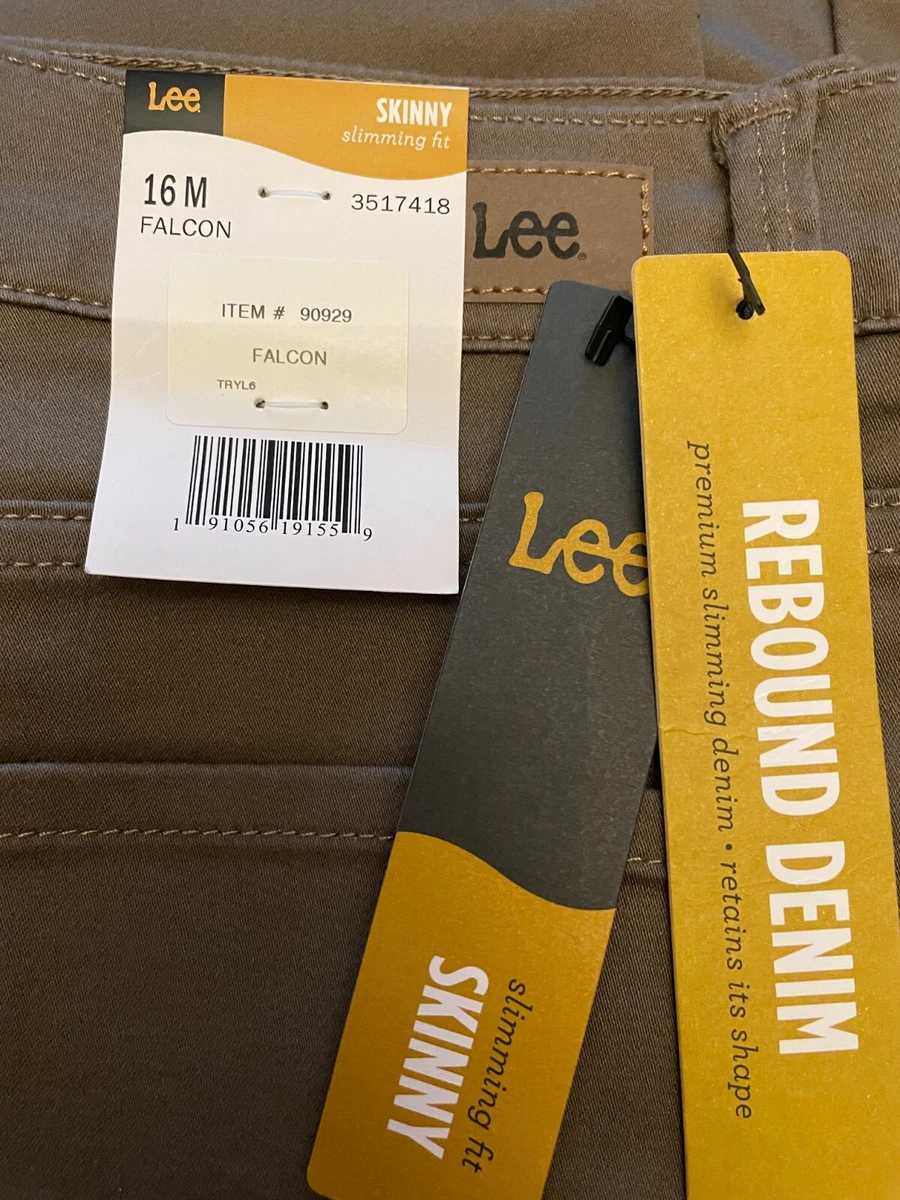 Lee
SKINNY
slimming fit
16 M
3517418
FALCON
ITEM # 90929
FALCON
TRYL6
1 91056 19155 9
Lee
Lee
SKINNY
slimming fit
REBOUND DENIM
premium slimming denim • retains its shape